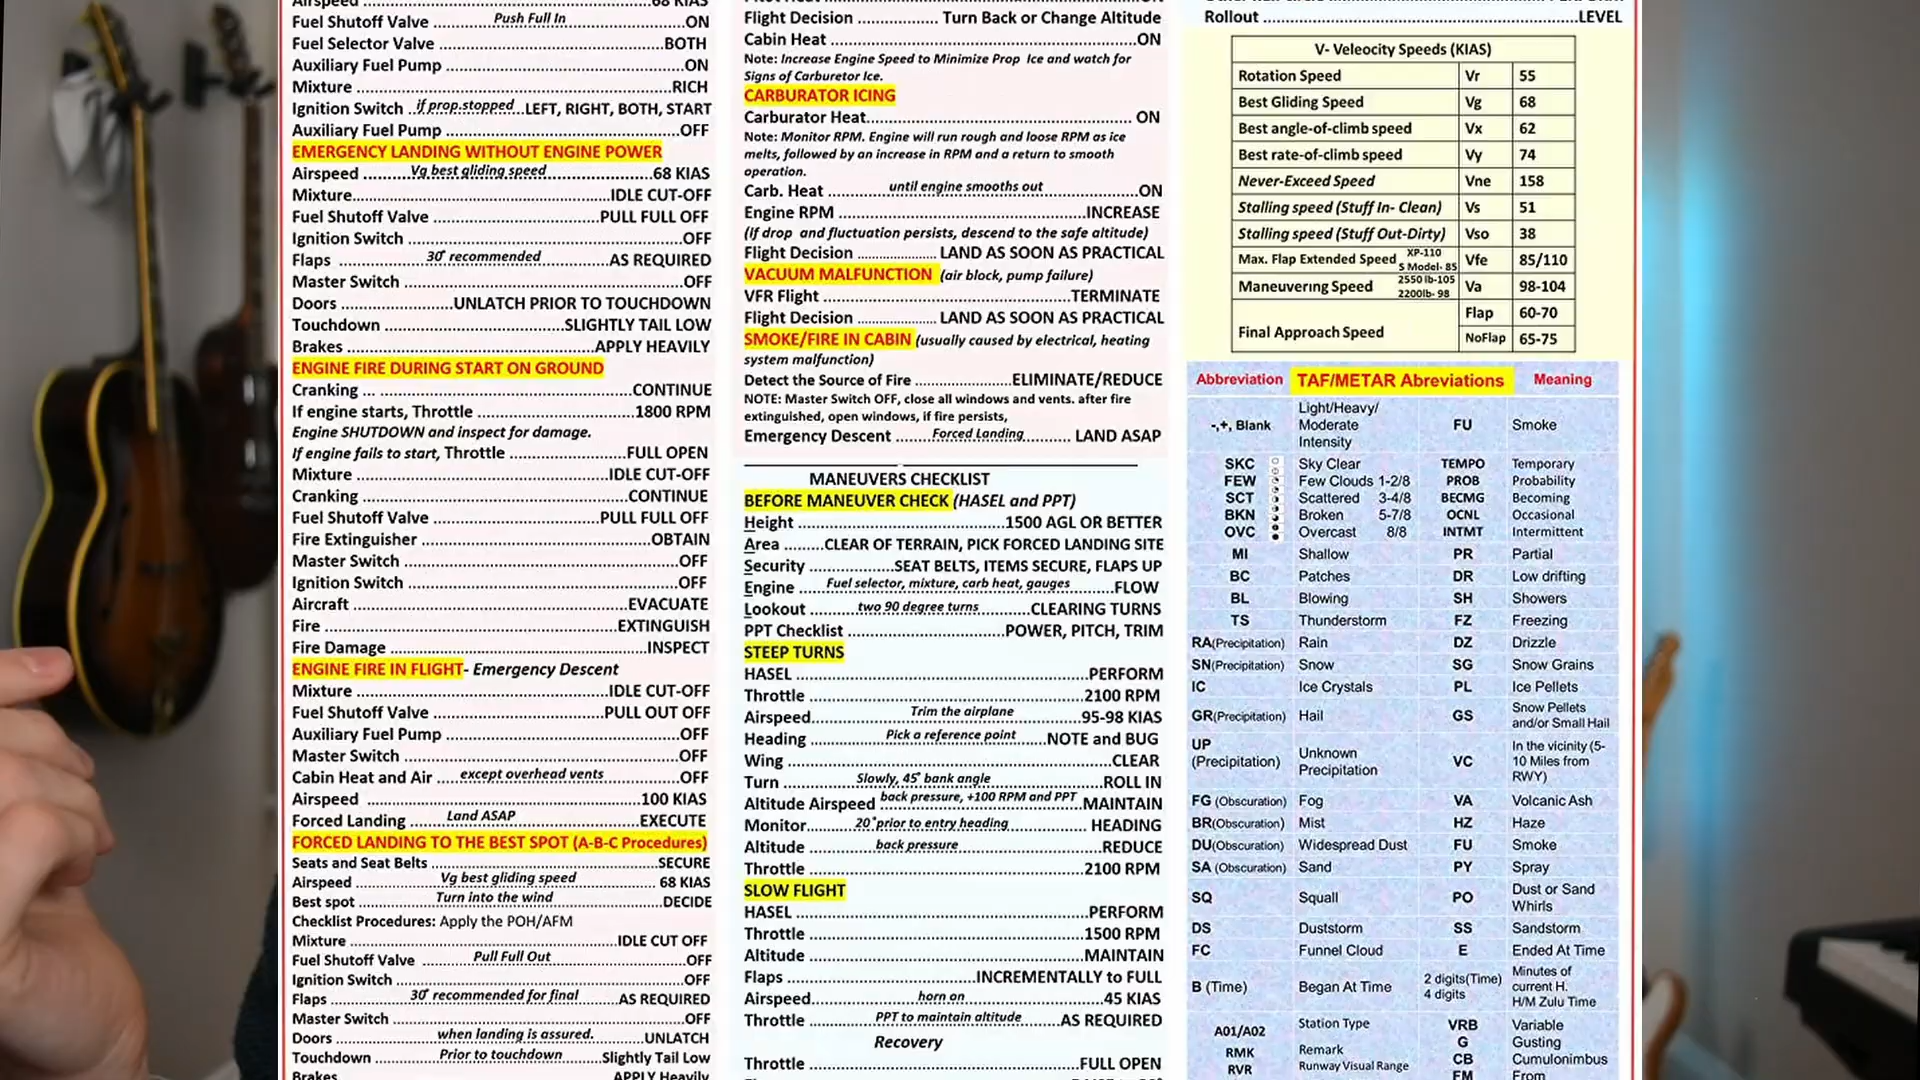 Airspeed 68 KIAS
Fuel Shutoff Valve Push Full In ON
Fuel Selector Valve BOTH
Auxiliary Fuel Pump ON
Mixture RICH
Ignition Switch if prop.stopped LEFT, RIGHT, BOTH, START
Auxiliary Fuel Pump OFF
EMERGENCY LANDING WITHOUT ENGINE POWER
Airspeed Vg best gliding speed 68 KIAS
Mixture IDLE CUT-OFF
Fuel Shutoff Valve PULL FULL OFF
Ignition Switch OFF
Flaps 30° recommended AS REQUIRED
Master Switch OFF
Doors UNLATCH PRIOR TO TOUCHDOWN
Touchdown SLIGHTLY TAIL LOW
Brakes APPLY HEAVILY
ENGINE FIRE DURING START ON GROUND
Cranking CONTINUE
If engine starts, Throttle 1800 RPM
Engine SHUTDOWN and inspect for damage.
If engine fails to start, Throttle FULL OPEN
Mixture IDLE CUT-OFF
Cranking CONTINUE
Fuel Shutoff Valve PULL FULL OFF
Fire Extinguisher OBTAIN
Master Switch OFF
Ignition Switch OFF
Aircraft EVACUATE
Fire EXTINGUISH
Fire Damage INSPECT
ENGINE FIRE IN FLIGHT- Emergency Descent
Mixture IDLE CUT-OFF
Fuel Shutoff Valve PULL OUT OFF
Auxiliary Fuel Pump OFF
Master Switch OFF
Cabin Heat and Air except overhead vents OFF
Airspeed 100 KIAS
Forced Landing Land ASAP EXECUTE
FORCED LANDING TO THE BEST SPOT (A-B-C Procedures)
Seats and Seat Belts SECURE
Airspeed Vg best gliding speed 68 KIAS
Best spot Turn into the wind DECIDE
Checklist Procedures: Apply the POH/AFM
Mixture IDLE CUT OFF
Fuel Shutoff Valve Pull Full Out OFF
Ignition Switch OFF
Flaps 30° recommended for final AS REQUIRED
Master Switch OFF
Doors when landing is assured. UNLATCH
Touchdown Prior to touchdown Slightly Tail Low
Brakes APPLY Heavily
Flight Decision Turn Back or Change Altitude
Cabin Heat ON
Note: Increase Engine Speed to Minimize Prop Ice and watch for
Signs of Carburetor Ice.
CARBURATOR ICING
Carburator Heat ON
Note: Monitor RPM. Engine will run rough and loose RPM as ice
melts, followed by an increase in RPM and a return to smooth
operation.
Carb. Heat until engine smooths out ON
Engine RPM INCREASE
(If drop and fluctuation persists, descend to the safe altitude)
Flight Decision LAND AS SOON AS PRACTICAL
VACUUM MALFUNCTION (air block, pump failure)
VFR Flight TERMINATE
Flight Decision LAND AS SOON AS PRACTICAL
SMOKE/FIRE IN CABIN (usually caused by electrical, heating
system malfunction)
Detect the Source of Fire ELIMINATE/REDUCE
NOTE: Master Switch OFF, close all windows and vents. after fire
extinguished, open windows, if fire persists,
Emergency Descent Forced Landing LAND ASAP
MANEUVERS CHECKLIST
BEFORE MANEUVER CHECK (HASEL and PPT)
Height 1500 AGL OR BETTER
Area CLEAR OF TERRAIN, PICK FORCED LANDING SITE
Security SEAT BELTS, ITEMS SECURE, FLAPS UP
Engine Fuel selector, mixture, carb heat, gauges FLOW
Lookout two 90 degree turns CLEARING TURNS
PPT Checklist POWER, PITCH, TRIM
STEEP TURNS
HASEL PERFORM
Throttle 2100 RPM
Airspeed Trim the airplane 95-98 KIAS
Heading Pick a reference point NOTE and BUG
Wing CLEAR
Turn Slowly, 45° bank angle ROLL IN
Altitude Airspeed back pressure, +100 RPM and PPT MAINTAIN
Monitor 20° prior to entry heading HEADING
Altitude back pressure REDUCE
Throttle 2100 RPM
SLOW FLIGHT
HASEL PERFORM
Throttle 1500 RPM
Altitude MAINTAIN
Flaps INCREMENTALLY to FULL
Airspeed horn on 45 KIAS
Throttle PPT to maintain altitude AS REQUIRED
Recovery
Throttle FULL OPEN
Rollout LEVEL
V- Veleocity Speeds (KIAS)
Rotation Speed Vr 55
Best Gliding Speed Vg 68
Best angle-of-climb speed Vx 62
Best rate-of-climb speed Vy 74
Never-Exceed Speed Vne 158
Stalling speed (Stuff In- Clean) Vs 51
Stalling speed (Stuff Out-Dirty) Vso 38
Max. Flap Extended Speed XP-110 S Model- 85 Vfe 85/110
Maneuvering Speed 2550 lb-105 2200lb- 98 Va 98-104
Final Approach Speed Flap 60-70
NoFlap 65-75
Abbreviation TAF/METAR Abreviations Meaning
-,+, Blank Light/Heavy/ Moderate Intensity FU Smoke
SKC Sky Clear TEMPO Temporary
FEW Few Clouds 1-2/8 PROB Probability
SCT Scattered 3-4/8 BECMG Becoming
BKN Broken 5-7/8 OCNL Occasional
OVC Overcast 8/8 INTMT Intermittent
MI Shallow PR Partial
BC Patches DR Low drifting
BL Blowing SH Showers
TS Thunderstorm FZ Freezing
RA(Precipitation) Rain DZ Drizzle
SN(Precipitation) Snow SG Snow Grains
IC Ice Crystals PL Ice Pellets
GR(Precipitation) Hail GS Snow Pellets and/or Small Hail
UP (Precipitation) Unknown Precipitation VC In the vicinity (5-10 Miles from RWY)
FG (Obscuration) Fog VA Volcanic Ash
BR(Obscuration) Mist HZ Haze
DU(Obscuration) Widespread Dust FU Smoke
SA (Obscuration) Sand PY Spray
SQ Squall PO Dust or Sand Whirls
DS Duststorm SS Sandstorm
FC Funnel Cloud E Ended At Time
B (Time) Began At Time 2 digits(Time) 4 digits Minutes of current H. H/M Zulu Time
A01/A02 Station Type VRB Variable
G Gusting
RMK Remark CB Cumulonimbus
RVR Runway Visual Range FM From